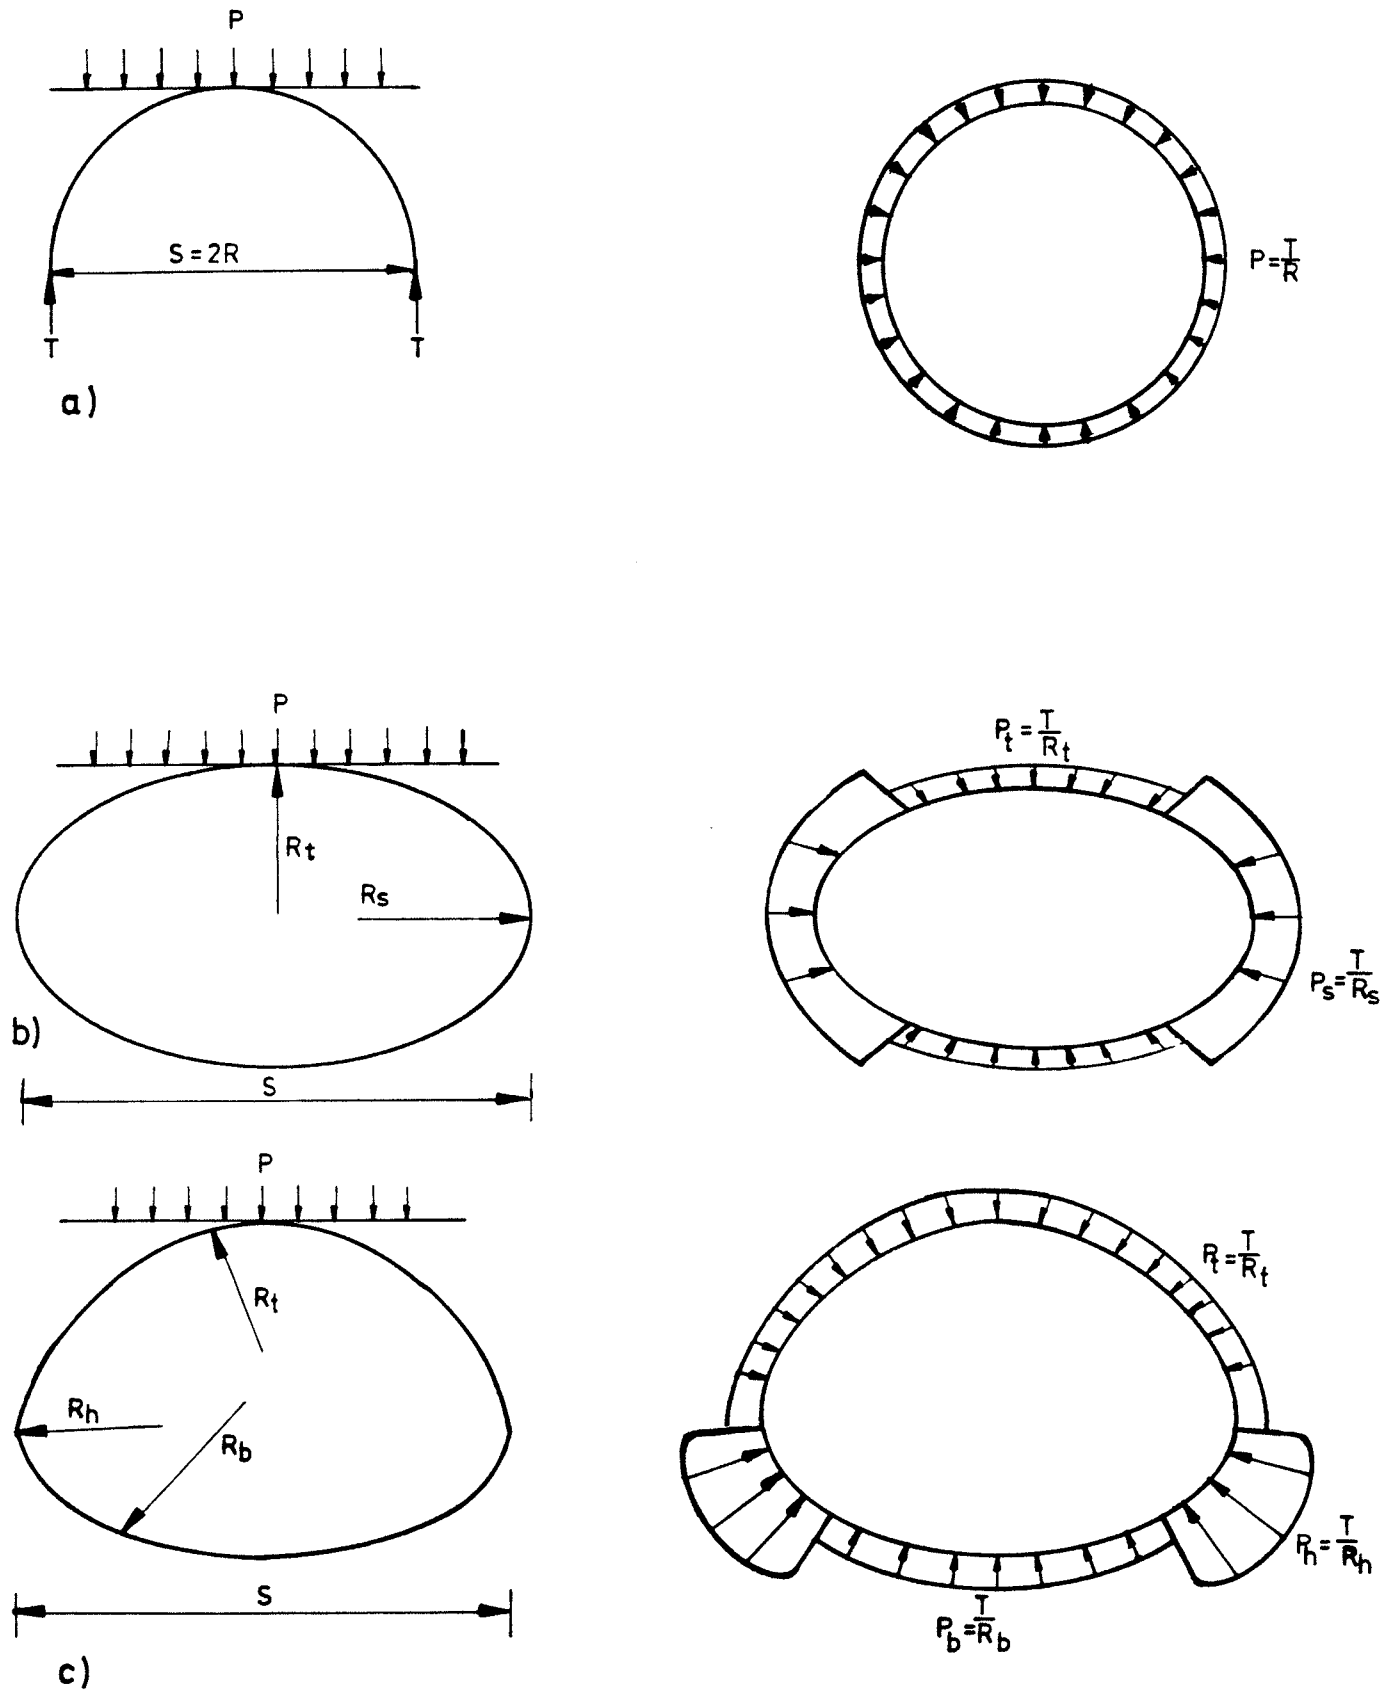 P
S = 2R
T T
P = T/R
a)
P
Rt
Rs
Pt = T/Rt
Ps = T/Rs
b)
S
P
Rt
Rh
Rb
Pt = T/Rt
Ph = T/Rh
Pb = T/Rb
S
c)